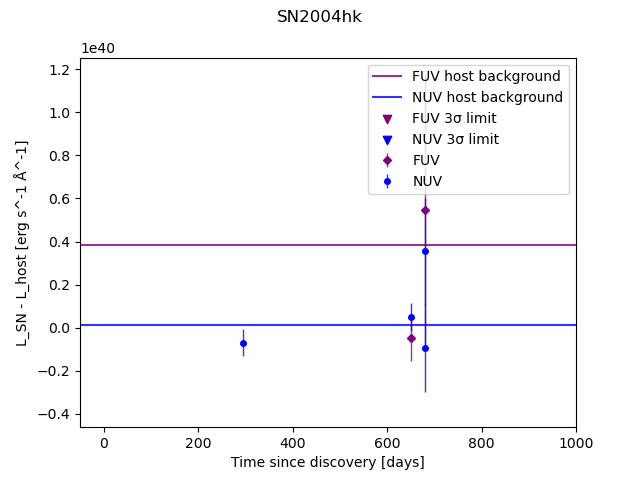 SN2004hk
1e40
1.2
1.0
0.8
0.6
0.4
0.2
0.0
−0.2
−0.4
L_SN - L_host [erg s^-1 Å^-1]
FUV host background
NUV host background
FUV 3σ limit
NUV 3σ limit
FUV
NUV
0 200 400 600 800 1000
Time since discovery [days]